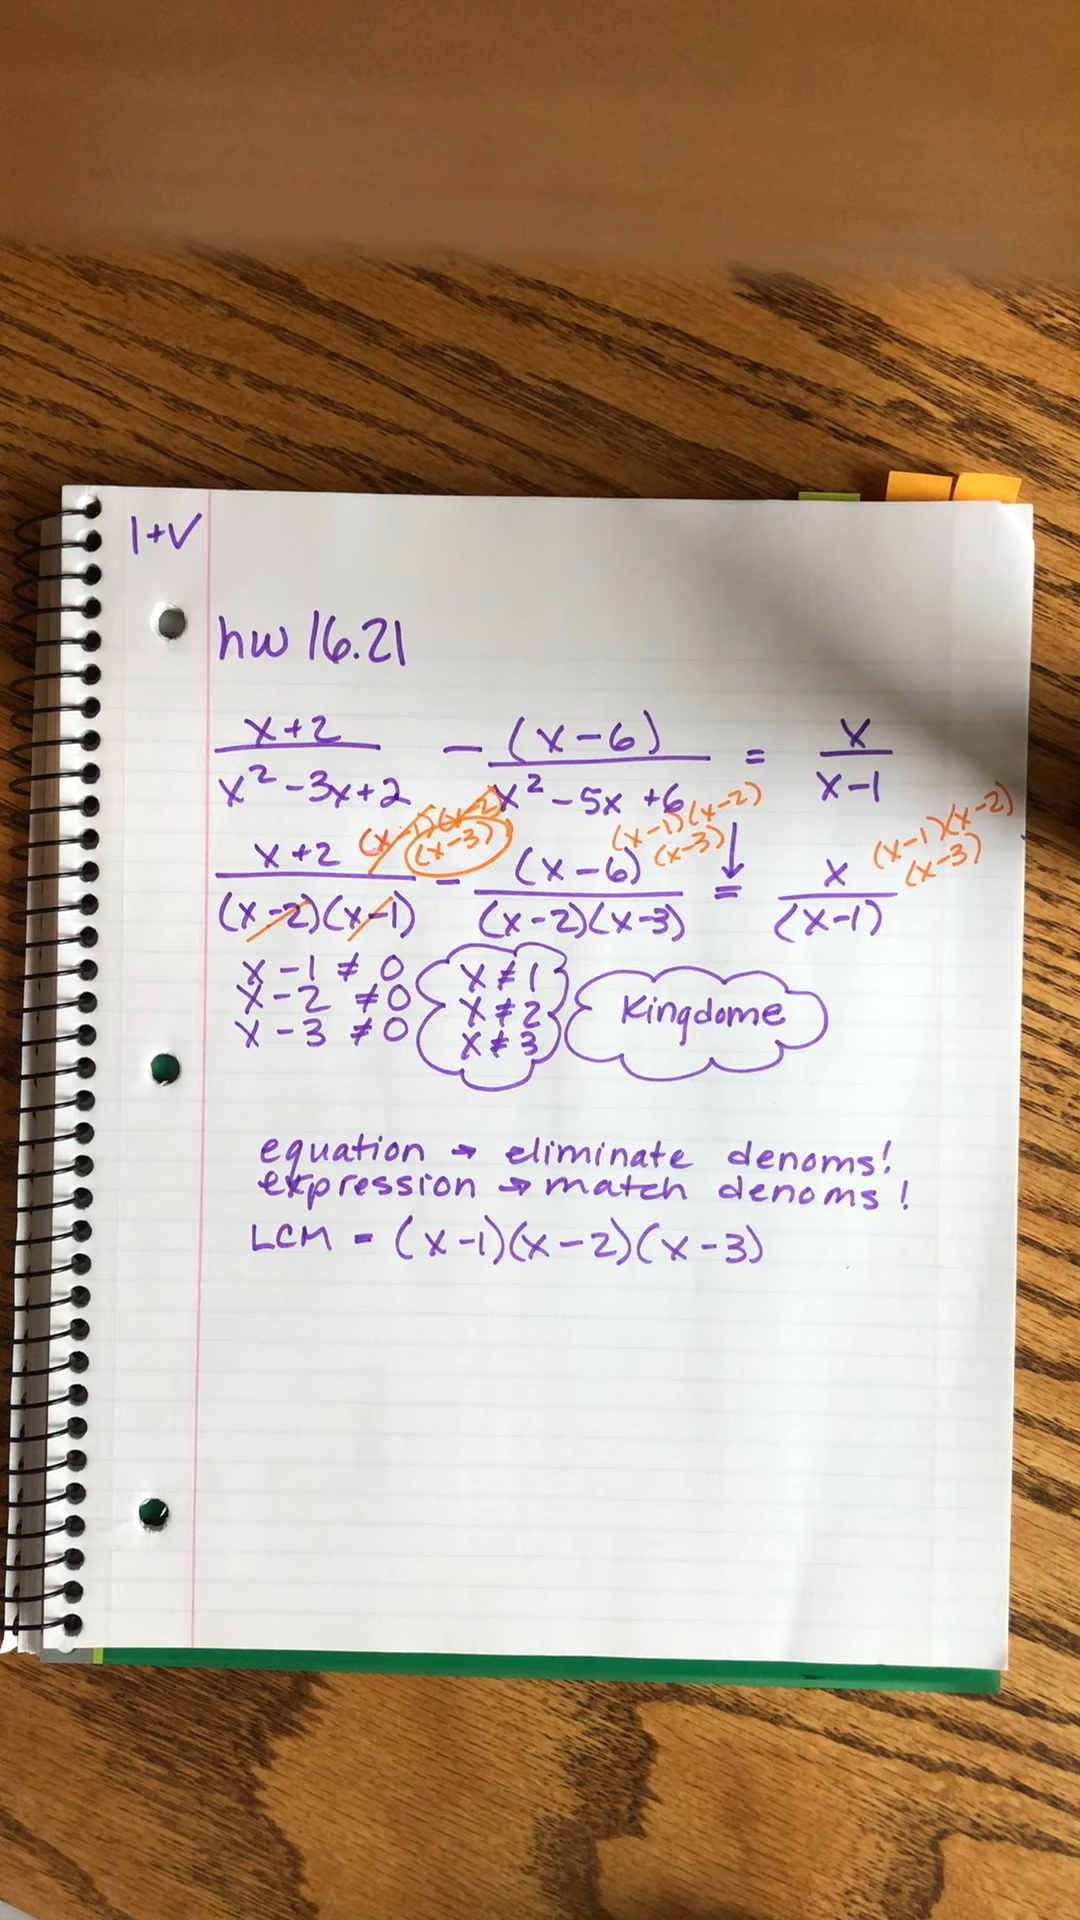 1+√
hw 16.21
x+2 / x² -3x+2 - (x-6) / x² -5x +6 = x / x-1
x+2 (x-1)(x-2)(x-3) / (x-2)(x-1) - (x-6) (x-1)(x-2)(x-3) / (x-2)(x-3) ↓ = x (x-1)(x-2)(x-3) / (x-1)
x-1 ≠ 0 x ≠ 1
x-2 ≠ 0 x ≠ 2 Kingdome
x-3 ≠ 0 x ≠ 3
equation → eliminate denoms!
expression → match denoms!
LCM = (x-1)(x-2)(x-3)